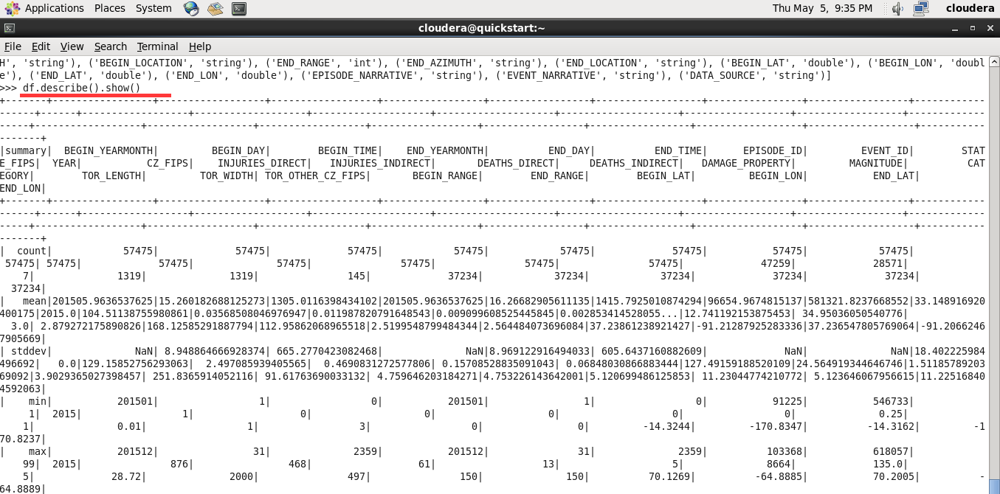 Applications Places System Thu May 5, 9:35 PM cloudera
cloudera@quickstart:~
File Edit View Search Terminal Help
H', 'string'), ('BEGIN_LOCATION', 'string'), ('END_RANGE', 'int'), ('END_AZIMUTH', 'string'), ('END_LOCATION', 'string'), ('BEGIN_LAT', 'double'), ('BEGIN_LON', 'doubl
e'), ('END_LAT', 'double'), ('END_LON', 'double'), ('EPISODE_NARRATIVE', 'string'), ('EVENT_NARRATIVE', 'string'), ('DATA_SOURCE', 'string')]
>>> df.describe().show()
+-------+-----------------+-----------------+-----------------+-----------------+-----------------+------------------+-----------------+-----------------+-----------
------+------+------------------+-------------------+--------------------+-------------------+--------------------+------------------+------------------+-----------
-----+------------------+------------------+------------------+------------------+-----------------+-----------------+------------------+-----------------+-----------
-------+
|summary| BEGIN_YEARMONTH| BEGIN_DAY| BEGIN_TIME| END_YEARMONTH| END_DAY| END_TIME| EPISODE_ID| EVENT_ID| STAT
E_FIPS| YEAR| CZ_FIPS| INJURIES_DIRECT| INJURIES_INDIRECT| DEATHS_DIRECT| DEATHS_INDIRECT| DAMAGE_PROPERTY| MAGNITUDE| CAT
EGORY| TOR_LENGTH| TOR_WIDTH| TOR_OTHER_CZ_FIPS| BEGIN_RANGE| END_RANGE| BEGIN_LAT| BEGIN_LON| END_LAT|
END_LON|
+-------+-----------------+-----------------+-----------------+-----------------+-----------------+------------------+-----------------+-----------------+-----------
------+------+------------------+-------------------+--------------------+-------------------+--------------------+------------------+------------------+-----------
-----+------------------+------------------+------------------+------------------+-----------------+-----------------+------------------+-----------------+-----------
-------+
| count| 57475| 57475| 57475| 57475| 57475| 57475| 57475| 57475|
57475| 57475| 57475| 57475| 57475| 57475| 57475| 47259| 28571|
7| 1319| 1319| 145| 37234| 37234| 37234| 37234| 37234|
37234|
| mean|201505.9636537625|15.260182688125273|1305.0116398434102|201505.9636537625|16.26682905611135|1415.7925010874294|96654.9674815137|581321.8237668552|33.148916920
400175|2015.0|104.51138755980861|0.03568508046976947|0.011987820791648543|0.009099608525445845|0.002853414528055...|12.741192153875453| 34.95036050540776|
3.0| 2.879272175890826|168.12585291887794|112.95862068965518|2.5199548799484344|2.564484073696084|37.23861238921427|-91.21287925283336|37.236547805769064|-91.2066246
7905669|
| stddev| NaN| 8.948864666928374| 665.2770423082468| NaN|8.969122916494033| 605.6437160882609| NaN| NaN|18.402225984
496692| 0.0|129.15852756293063| 2.497085939405565| 0.4690831272577806| 0.15708528835091043| 0.06848030866883444|127.49159188520109|24.564919344646746|1.51185789203
69092|3.9029365027398457| 251.8365914052116| 91.61763690033132| 4.759646203184271|4.753226143642001|5.120699486125853| 11.23044774210772| 5.123646067956615|11.22516840
4592063|
| min| 201501| 1| 0| 201501| 1| 0| 91225| 546733|
1| 2015| 1| 0| 0| 0| 0| 0| 0.25|
1| 0.01| 1| 3| 0| 0| -14.3244| -170.8347| -14.3162| -1
70.8237|
| max| 201512| 31| 2359| 201512| 31| 2359| 103368| 618057|
99| 2015| 876| 468| 61| 13| 5| 8664| 135.0|
5| 28.72| 2000| 497| 150| 150| 70.1269| -64.8885| 70.2005| -
64.8889|